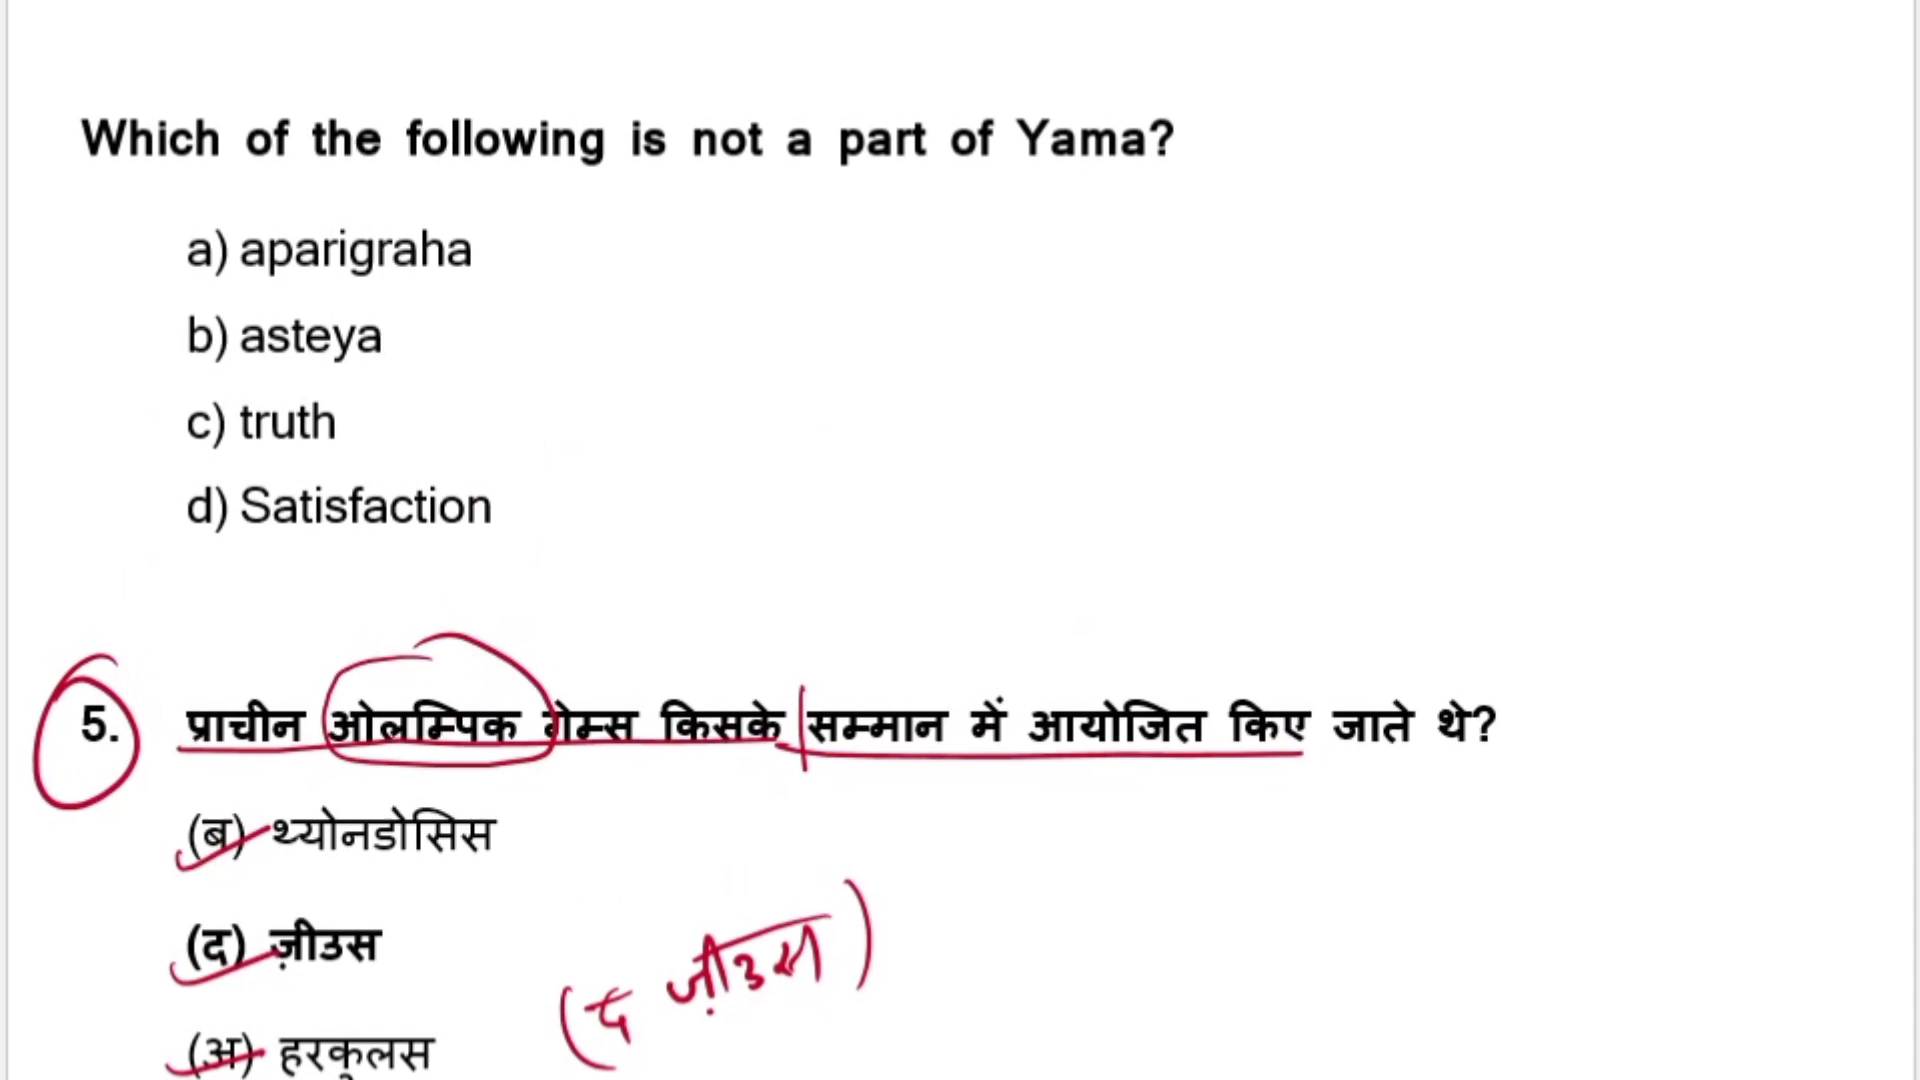 Which of the following is not a part of Yama?
a) aparigraha
b) asteya
c) truth
d) Satisfaction
5. प्राचीन ओलम्पिक गेम्स किसके सम्मान में आयोजित किए जाते थे?
(ब) थ्योनडोसिस
(द) ज़ीउस
(द ज़ीउस)
(अ) हरकुलस